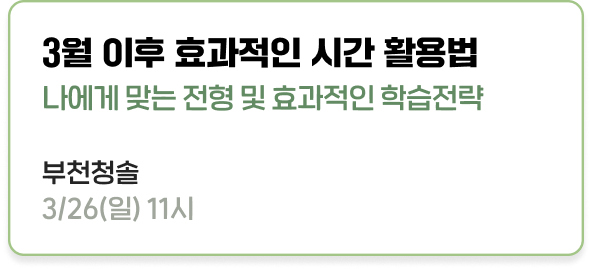 3월 이후 효과적인 시간 활용법
나에게 맞는 전형 및 효과적인 학습전략
부천청솔
3/26(일) 11시